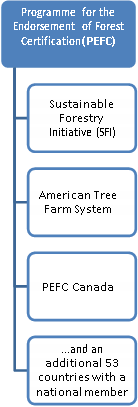 Programme for the
Endorsement of Forest
Certification(PEFC)
Sustainable
Forestry
Initiative (SFI)
American Tree
Farm System
PEFC Canada
...and an
additional 53
countries with a
national member